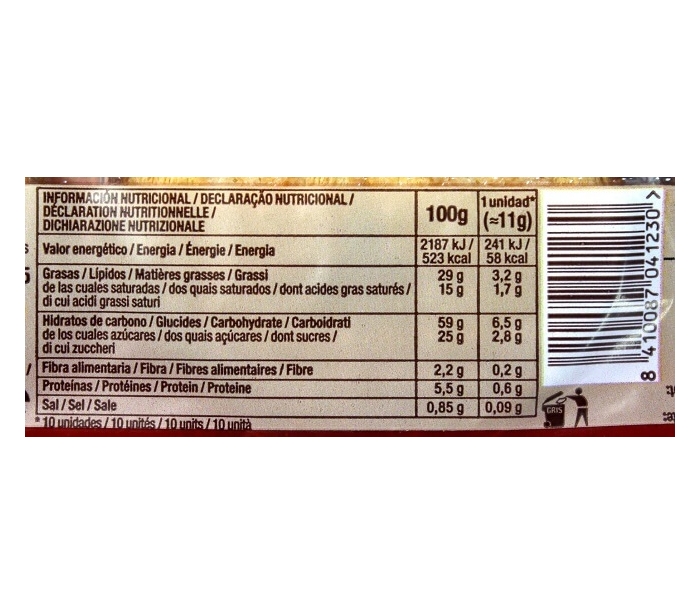 INFORMACIÓN NUTRICIONAL / DECLARAÇÃO NUTRICIONAL /
DÉCLARATION NUTRITIONNELLE /
DICHIARAZIONE NUTRIZIONALE
100g
1 unidad*
(≈11g)
Valor energético / Energia / Énergie / Energia
2187 kJ / 241 kJ /
523 kcal 58 kcal
Grasas / Lípidos / Matières grasses / Grassi 29 g 3,2 g
de las cuales saturadas / dos quais saturados / dont acides gras saturés / 15 g 1,7 g
di cui acidi grassi saturi
Hidratos de carbono / Glucides / Carbohydrate / Carboidrati 59 g 6,5 g
de los cuales azúcares / dos quais açúcares / dont sucres / 25 g 2,8 g
di cui zuccheri
Fibra alimentaria / Fibra / Fibres alimentaires / Fibre 2,2 g 0,2 g
Proteínas / Protéines / Protein / Proteine 5,5 g 0,6 g
Sal / Sel / Sale 0,85 g 0,09 g
* 10 unidades / 10 unités / 10 units / 10 unità
8 410087 041230 >
GRIS